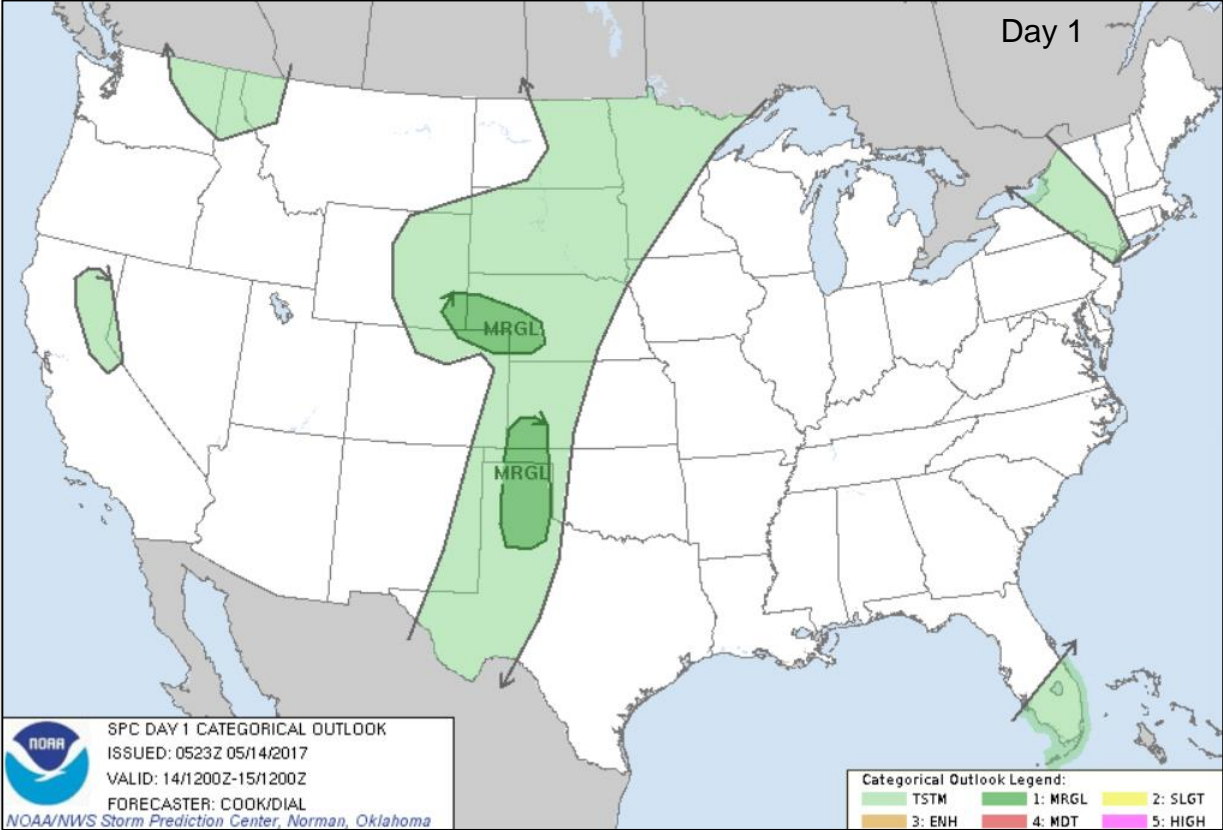 Day 1
MRGL
MRGL
NOAA
SPC DAY 1 CATEGORICAL OUTLOOK
ISSUED: 0523Z 05/14/2017
VALID: 14/1200Z-15/1200Z
FORECASTER: COOK/DIAL
NOAA/NWS Storm Prediction Center, Norman, Oklahoma
Categorical Outlook Legend:
TSTM 1: MRGL 2: SLGT
3: ENH 4: MDT 5: HIGH